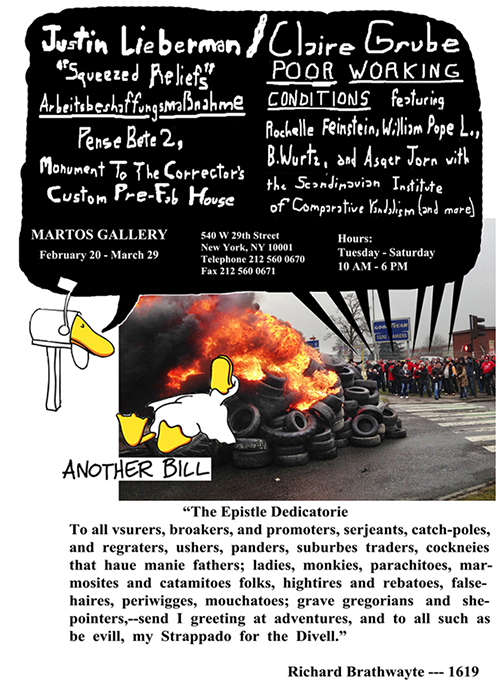 Justin Lieberman/
"Squeezed Reliefs"
Arbeitsbeshaffungsmaßnahme
Pense Bete 2,
Monument To The Corrector's
Custom Pre-Fab House
Claire Grube
POOR WORKING
CONDITIONS featuring
Rochelle Feinstein, William Pope L.,
B. Wurtz, and Asger Jorn with
the Scandinavian Institute
of Comparative Vandalism (and more)
MARTOS GALLERY
February 20 - March 29
540 W 29th Street
New York, NY 10001
Telephone 212 560 0670
Fax 212 560 0671
Hours:
Tuesday - Saturday
10 AM - 6 PM
GOODYEAR
ANOTHER BILL
“The Epistle Dedicatorie
To all vsurers, broakers, and promoters, serjeants, catch-poles,
and regraters, ushers, panders, suburbes traders, cockneies
that haue manie fathers; ladies, monkies, parachitoes, mar-
mosites and catamitoes folks, hightires and rebatoes, false-
haires, periwigges, mouchatoes; grave gregorians and she-
pointers,--send I greeting at adventures, and to all such as
be evill, my Strappado for the Divell.”
Richard Brathwayte --- 1619